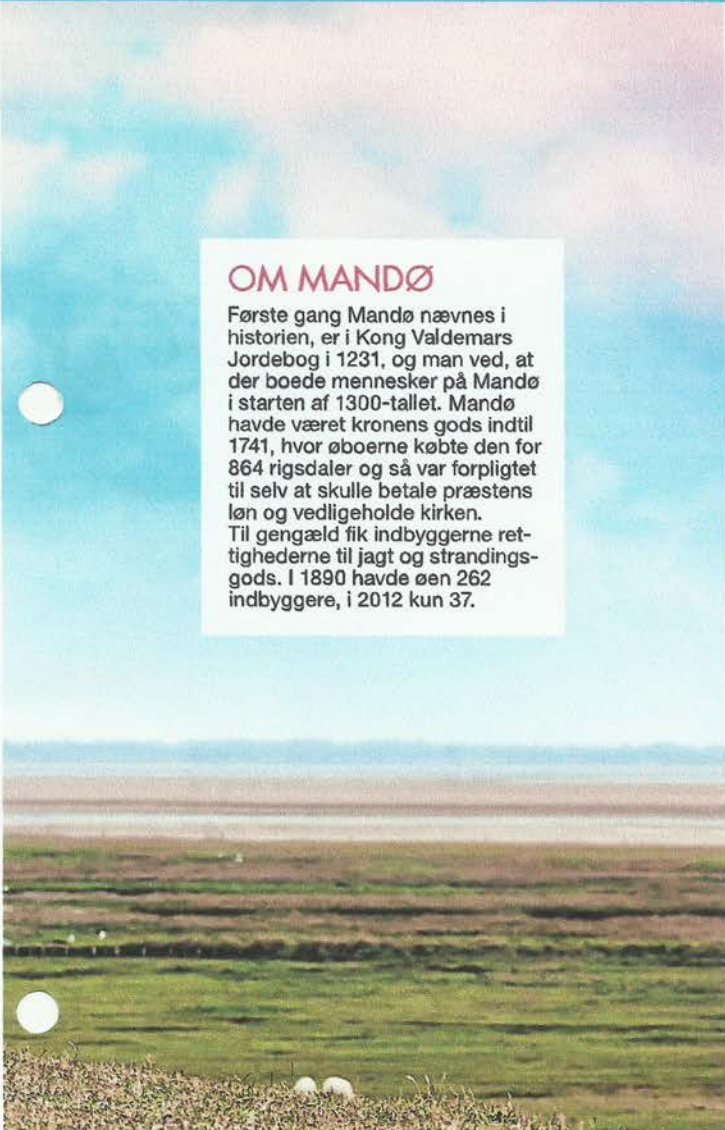 OM MANDØ
Første gang Mandø nævnes i
historien, er i Kong Valdemars
Jordebog i 1231, og man ved, at
der boede mennesker på Mandø
i starten af 1300-tallet. Mandø
havde været kronens gods indtil
1741, hvor øboerne købte den for
864 rigsdaler og så var forpligtet
til selv at skulle betale præstens
løn og vedligeholde kirken.
Til gengæld fik indbyggerne ret-
tighederne til jagt og strandings-
gods. I 1890 havde øen 262
indbyggere, i 2012 kun 37.